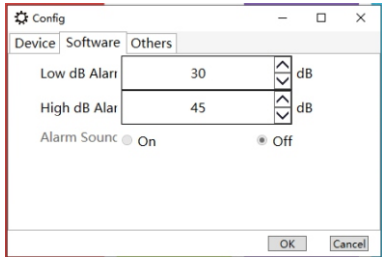 Config
Device Software Others
Low dB Alarr 30 dB
High dB Alar 45 dB
Alarm Sounc On Off
OK Cancel